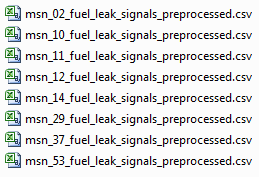 msn_02_fuel_leak_signals_preprocessed.csv
msn_10_fuel_leak_signals_preprocessed.csv
msn_11_fuel_leak_signals_preprocessed.csv
msn_12_fuel_leak_signals_preprocessed.csv
msn_14_fuel_leak_signals_preprocessed.csv
msn_29_fuel_leak_signals_preprocessed.csv
msn_37_fuel_leak_signals_preprocessed.csv
msn_53_fuel_leak_signals_preprocessed.csv